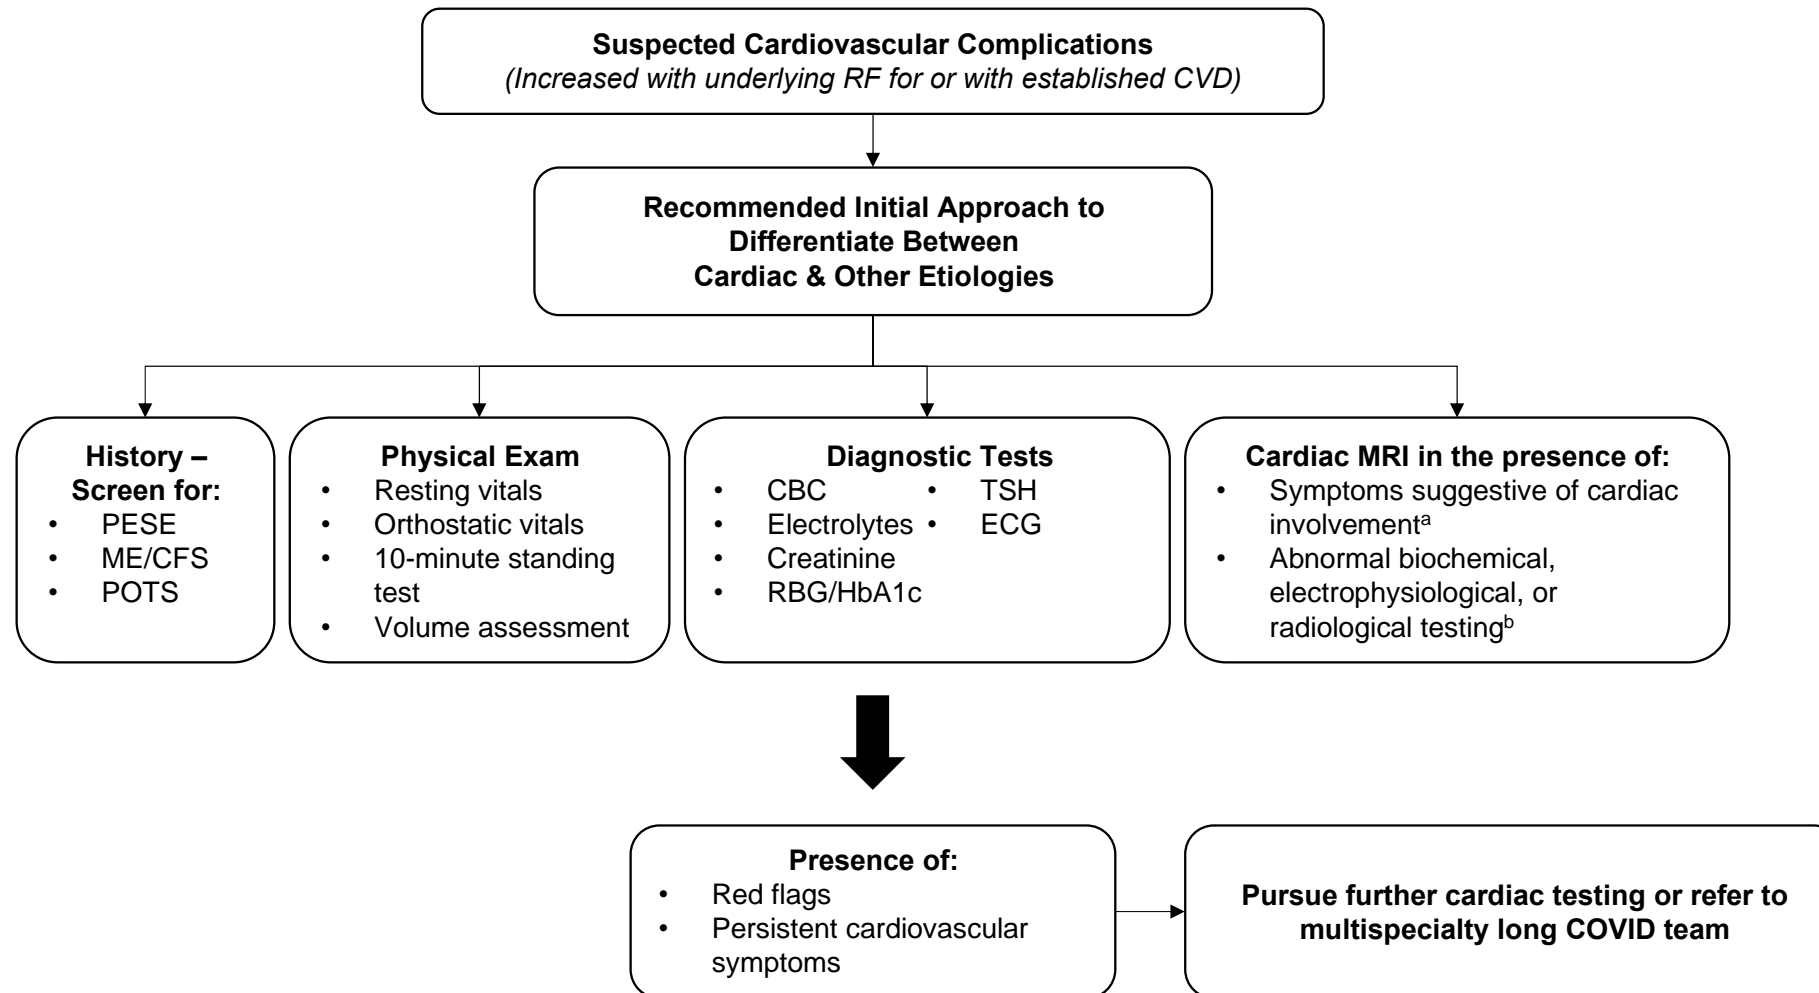 Suspected Cardiovascular Complications
(Increased with underlying RF for or with established CVD)
Recommended Initial Approach to
Differentiate Between
Cardiac & Other Etiologies
History –
Screen for:
• PESE
• ME/CFS
• POTS
Physical Exam
• Resting vitals
• Orthostatic vitals
• 10-minute standing
test
• Volume assessment
Diagnostic Tests
• CBC
• Electrolytes
• Creatinine
• RBG/HbA1c
• TSH
• ECG
Cardiac MRI in the presence of:
• Symptoms suggestive of cardiac
involvementᵃ
• Abnormal biochemical,
electrophysiological, or
radiological testingᵇ
Presence of:
• Red flags
• Persistent cardiovascular
symptoms
Pursue further cardiac testing or refer to
multispecialty long COVID team